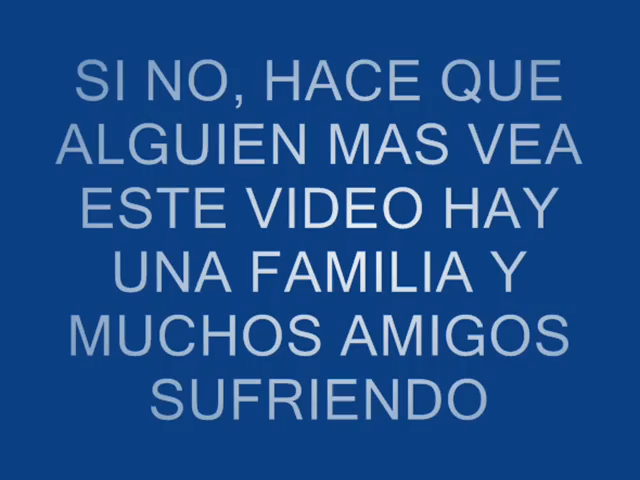 SI NO, HACE QUE
ALGUIEN MAS VEA
ESTE VIDEO HAY
UNA FAMILIA Y
MUCHOS AMIGOS
SUFRIENDO